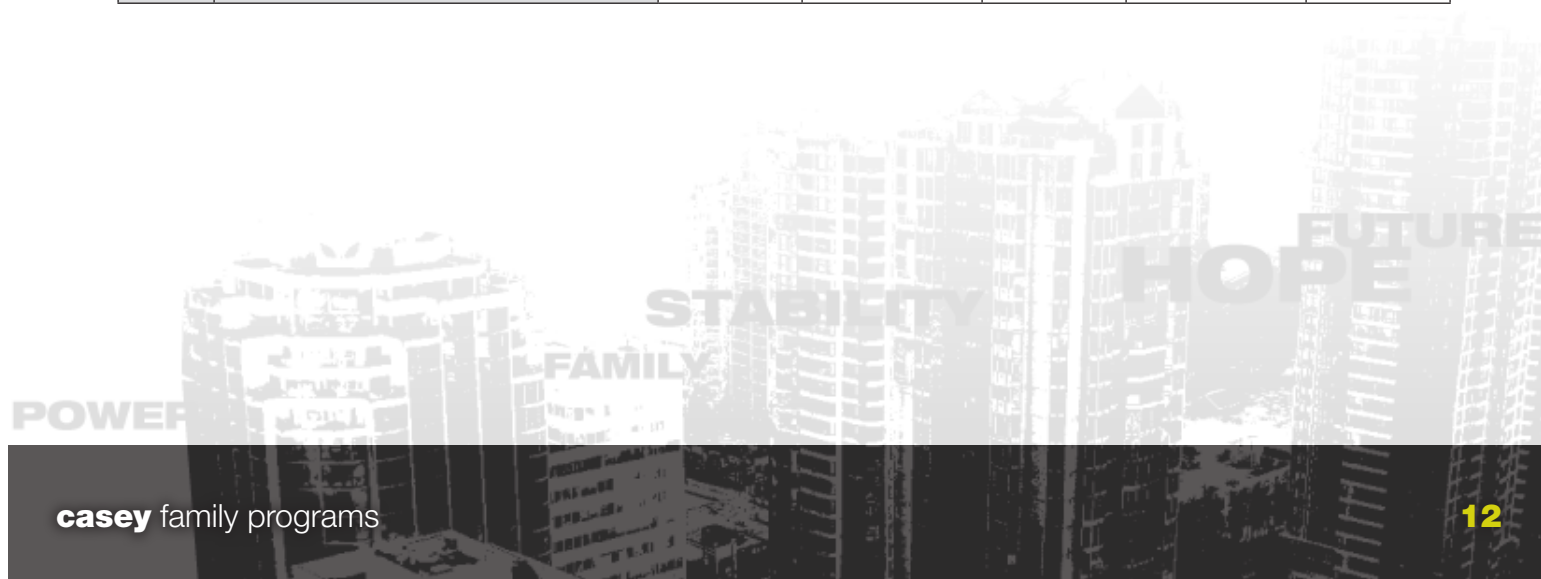 FUTURE
HOPE
STABILITY
FAMILY
POWER
casey family programs
12